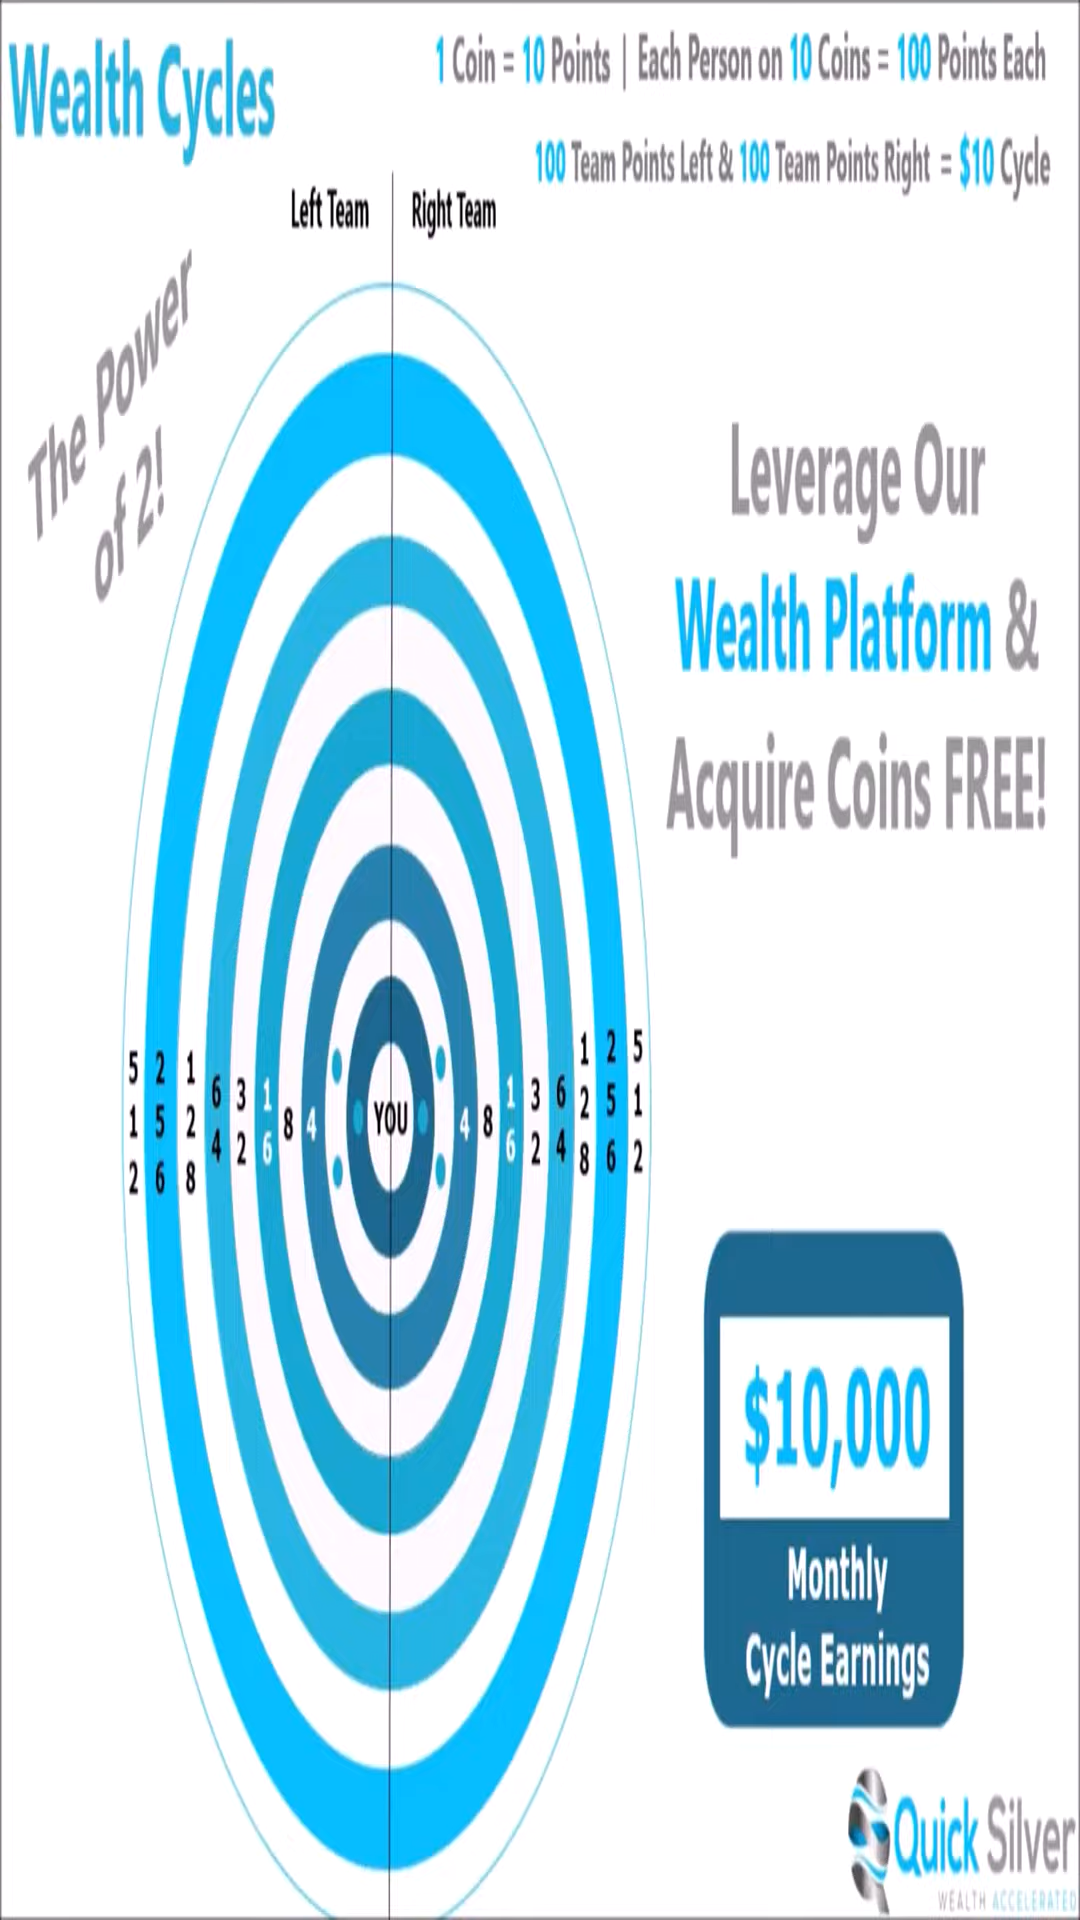 Wealth Cycles
1 Coin = 10 Points | Each Person on 10 Coins = 100 Points Each
100 Team Points Left & 100 Team Points Right = $10 Cycle
Left Team
Right Team
The Power
of 2!
Leverage Our
Wealth Platform &
Acquire Coins FREE!
512 256 128 64 32 16 8 4 YOU 4 8 16 32 64 128 256 512
$10,000
Monthly
Cycle Earnings
Quick Silver
WEALTH ACCELERATED